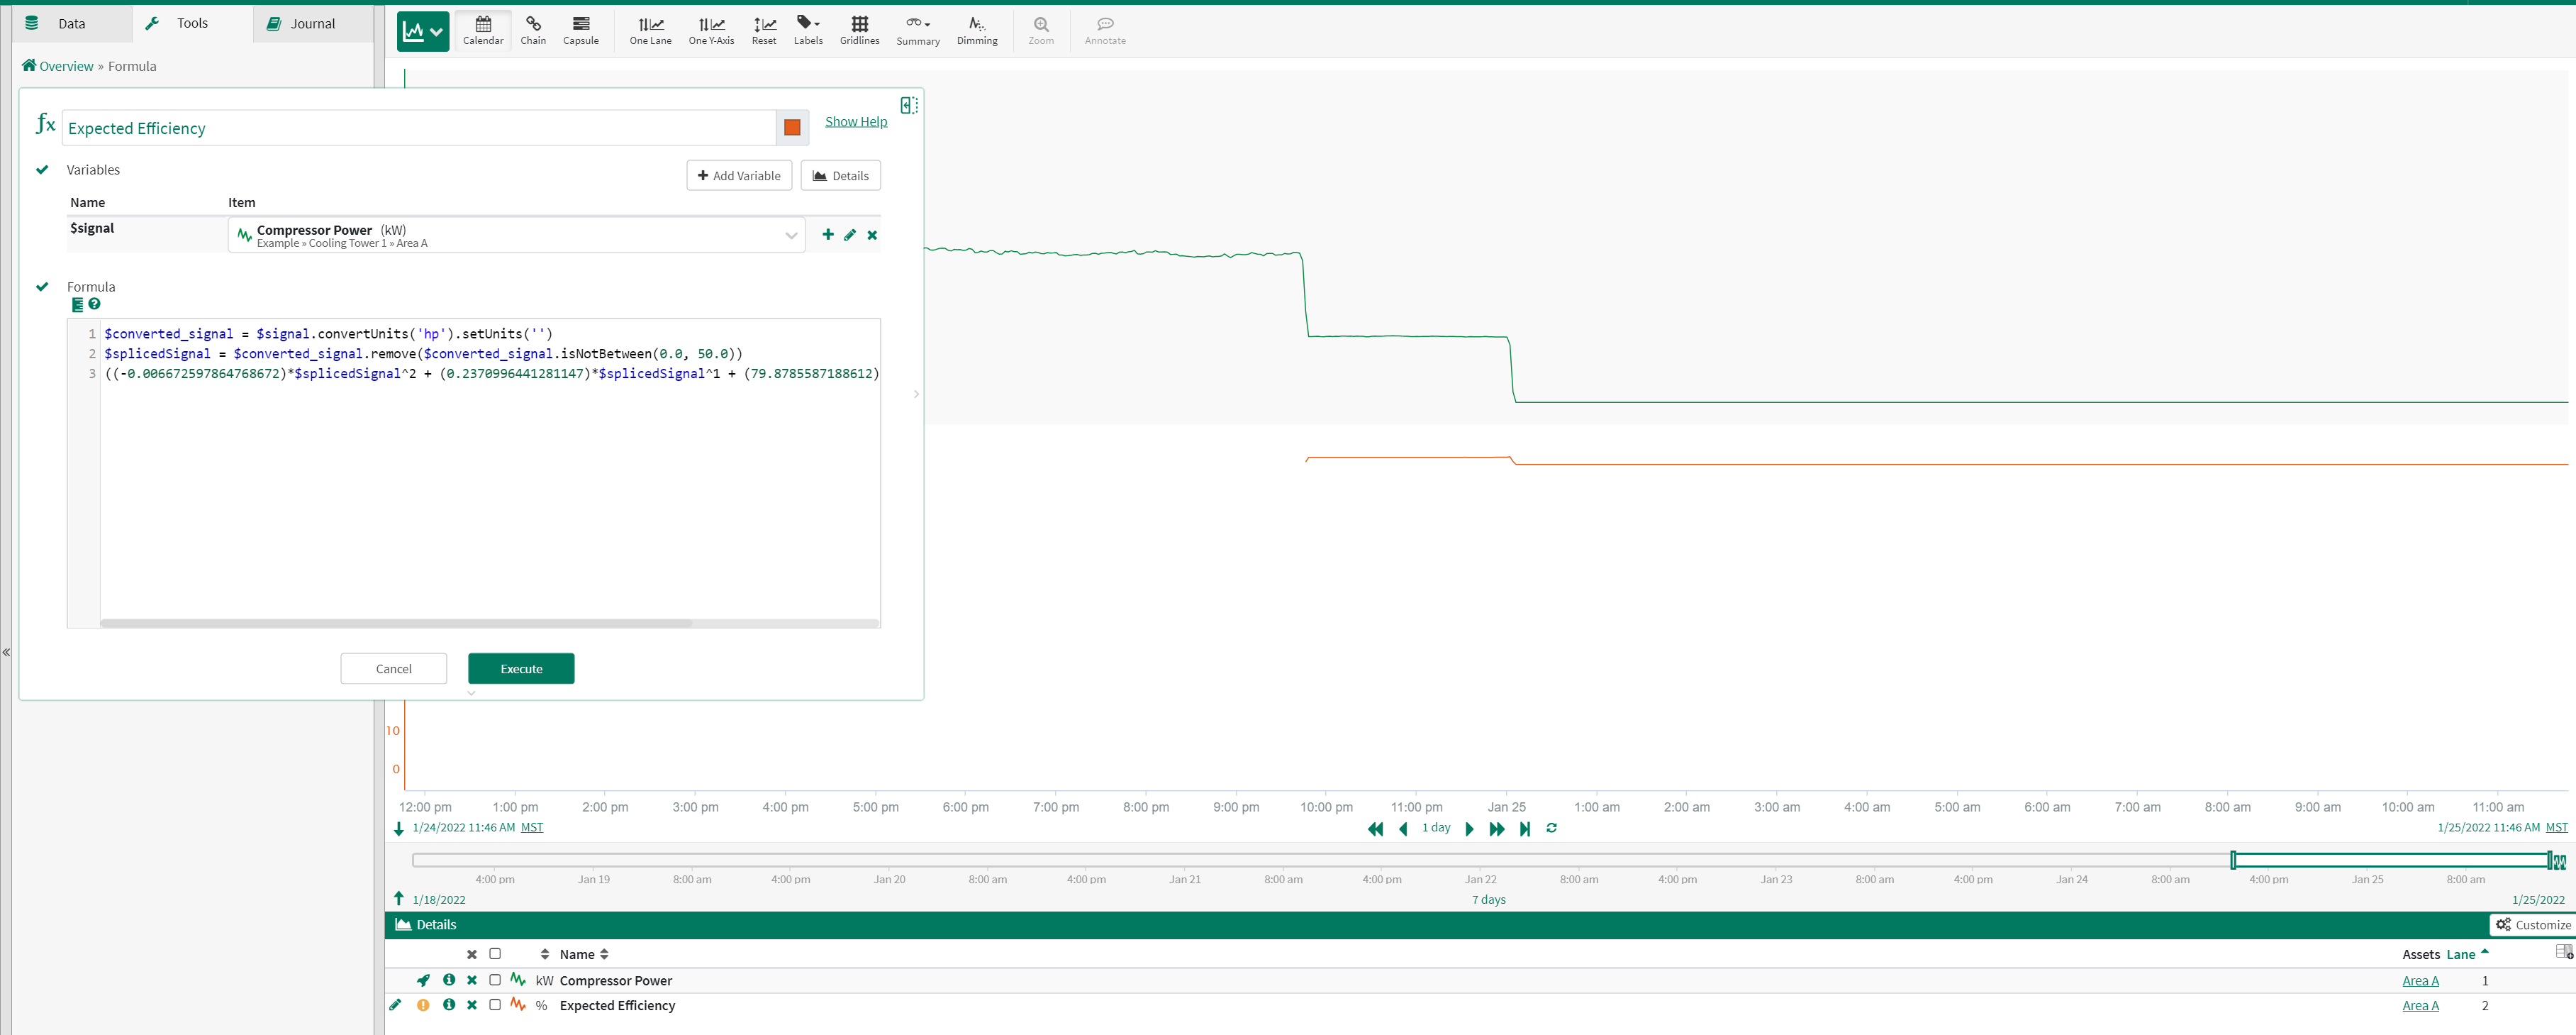 Data
Tools
Journal
Overview » Formula
Calendar
Chain
Capsule
One Lane
One Y-Axis
Reset
Labels
Gridlines
Summary
Dimming
Zoom
Annotate
fx
Expected Efficiency
Show Help
Variables
Add Variable
Details
Name Item
$signal
Compressor Power (kW)
Example » Cooling Tower 1 » Area A
Formula
1 $converted_signal = $signal.convertUnits('hp').setUnits('')
2 $splicedSignal = $converted_signal.remove($converted_signal.isNotBetween(0.0, 50.0))
3 ((-0.006672597864768672)*$splicedSignal^2 + (0.2370996441281147)*$splicedSignal^1 + (79.8785587188612)
Cancel
Execute
10
0
12:00 pm 1:00 pm 2:00 pm 3:00 pm 4:00 pm 5:00 pm 6:00 pm 7:00 pm 8:00 pm 9:00 pm 10:00 pm 11:00 pm Jan 25 1:00 am 2:00 am 3:00 am 4:00 am 5:00 am 6:00 am 7:00 am 8:00 am 9:00 am 10:00 am 11:00 am
1/24/2022 11:46 AM MST
1 day
1/25/2022 11:46 AM MST
4:00 pm Jan 19 8:00 am 4:00 pm Jan 20 8:00 am 4:00 pm Jan 21 8:00 am 4:00 pm Jan 22 8:00 am 4:00 pm Jan 23 8:00 am 4:00 pm Jan 24 8:00 am 4:00 pm Jan 25 8:00 am
1/18/2022
7 days
1/25/2022
Details
Customize
Name Assets Lane
kW Compressor Power Area A 1
% Expected Efficiency Area A 2